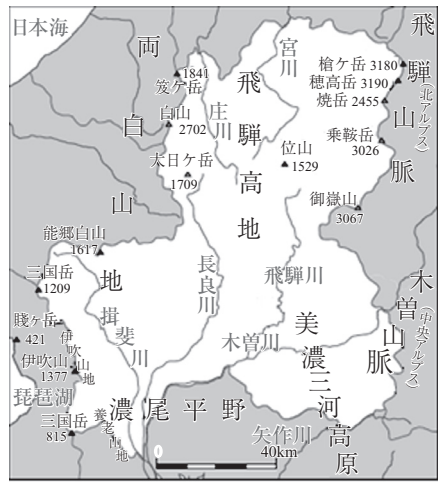 日本海
両白山地
飛騨山脈
(北アルプス)
宮川
庄川
飛騨高地
1841
笈ケ岳
白山
2702
大日ケ岳
1709
槍ケ岳 3180
穂高岳 3190
焼岳 2455
乗鞍岳
3026
位山
1529
御嶽山
3067
能郷白山
1617
三国岳
1209
賤ヶ岳
421
伊吹山地
伊吹山
1377
琵琶湖
三国岳
815
養老山地
揖斐川
長良川
飛騨川
木曽川
木曽山脈
(中央アルプス)
美濃三河高原
濃尾平野
矢作川
0
40km